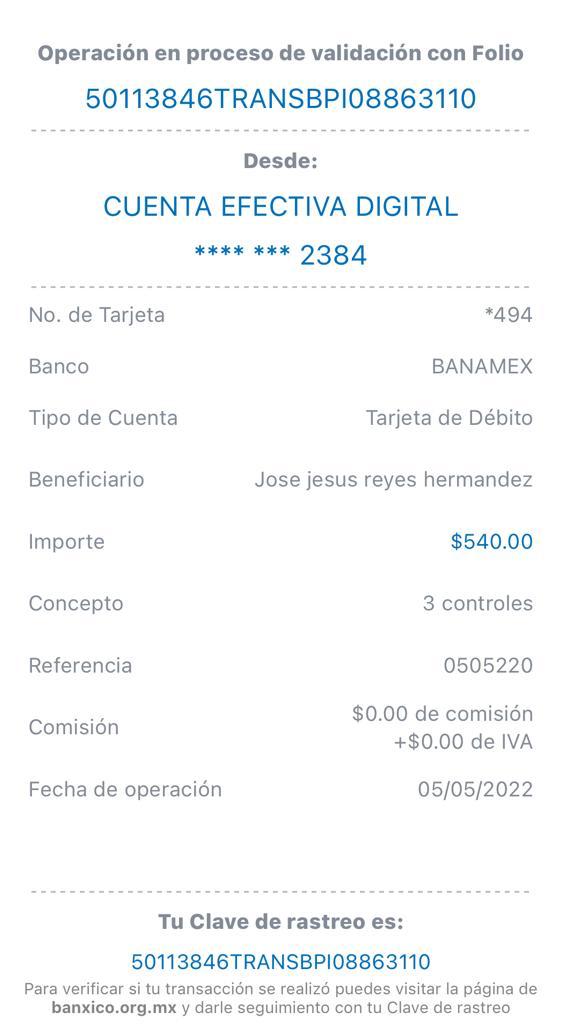 Operación en proceso de validación con Folio
50113846TRANSBPI08863110
Desde:
CUENTA EFECTIVA DIGITAL
**** *** 2384
No. de Tarjeta *494
Banco BANAMEX
Tipo de Cuenta Tarjeta de Débito
Beneficiario Jose jesus reyes hermandez
Importe $540.00
Concepto 3 controles
Referencia 0505220
Comisión $0.00 de comisión
+$0.00 de IVA
Fecha de operación 05/05/2022
Tu Clave de rastreo es:
50113846TRANSBPI08863110
Para verificar si tu transacción se realizó puedes visitar la página de
banxico.org.mx y darle seguimiento con tu Clave de rastreo